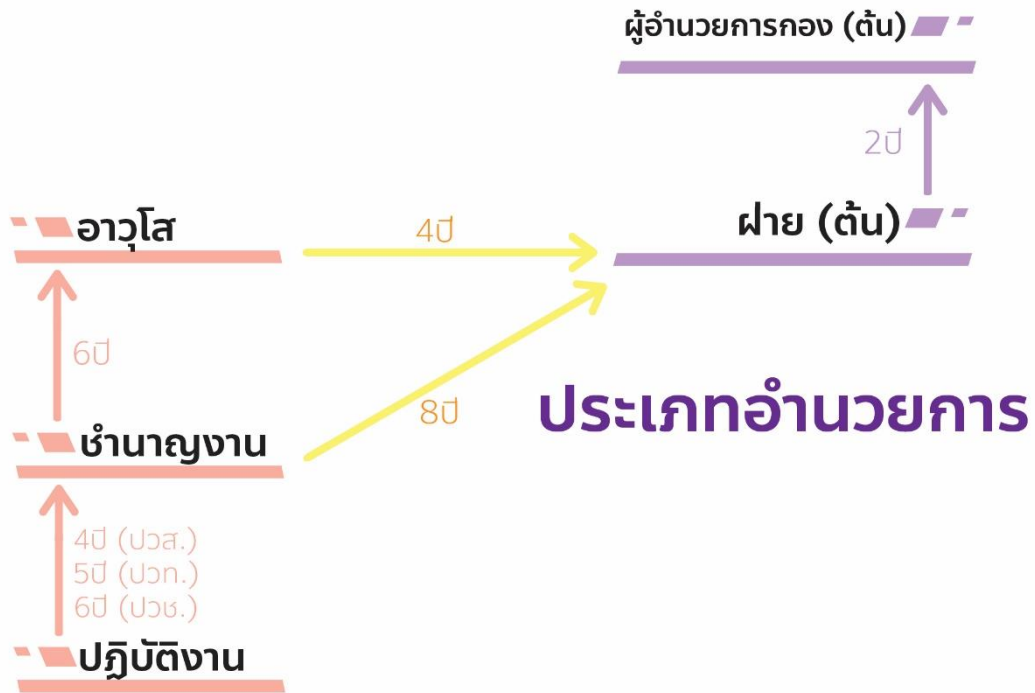 ผู้อำนวยการกอง (ต้น)
2ปี
อาวุโส
4ปี
ฝ่าย (ต้น)
6ปี
8ปี
ประเภทอำนวยการ
ชำนาญงาน
4ปี (ปวส.)
5ปี (ปวท.)
6ปี (ปวช.)
ปฏิบัติงาน